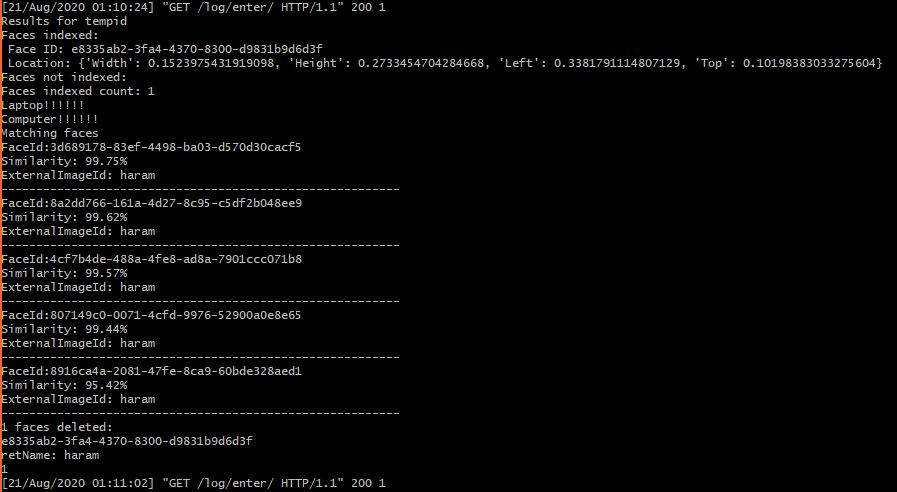 [21/Aug/2020 01:10:24] "GET /log/enter/ HTTP/1.1" 200 1
Results for tempid
Faces indexed:
 Face ID: e8335ab2-3fa4-4370-8300-d9831b9d6d3f
 Location: {'Width': 0.1523975431919098, 'Height': 0.2733454704284668, 'Left': 0.3381791114807129, 'Top': 0.10198383033275604}
Faces not indexed:
Faces indexed count: 1
Laptop!!!!!!
Computer!!!!!!
Matching faces
FaceId:3d689178-83ef-4498-ba03-d570d30cacf5
Similarity: 99.75%
ExternalImageId: haram
----------------------------------------------------------
FaceId:8a2dd766-161a-4d27-8c95-c5df2b048ee9
Similarity: 99.62%
ExternalImageId: haram
----------------------------------------------------------
FaceId:4cf7b4de-488a-4fe8-ad8a-7901ccc071b8
Similarity: 99.57%
ExternalImageId: haram
----------------------------------------------------------
FaceId:807149c0-0071-4cfd-9976-52900a0e8e65
Similarity: 99.44%
ExternalImageId: haram
----------------------------------------------------------
FaceId:8916ca4a-2081-47fe-8ca9-60bde328aed1
Similarity: 95.42%
ExternalImageId: haram
----------------------------------------------------------
1 faces deleted:
e8335ab2-3fa4-4370-8300-d9831b9d6d3f
retName: haram
1
[21/Aug/2020 01:11:02] "GET /log/enter/ HTTP/1.1" 200 1